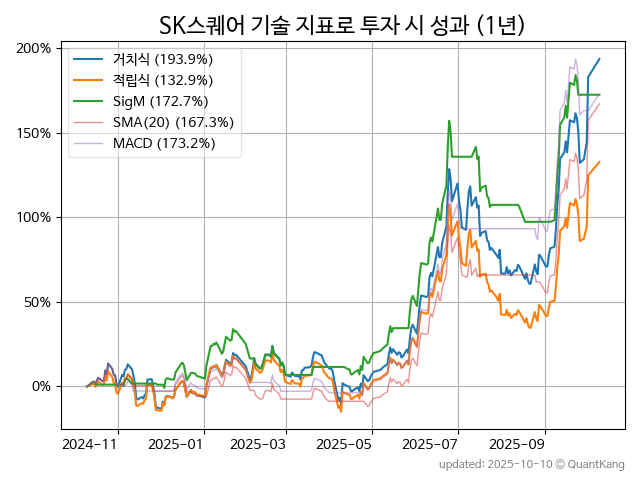 SK스퀘어 기술 지표로 투자 시 성과 (1년)
200%
150%
100%
50%
0%
거치식 (193.9%)
적립식 (132.9%)
SigM (172.7%)
SMA(20) (167.3%)
MACD (173.2%)
2024-11 2025-01 2025-03 2025-05 2025-07 2025-09
updated: 2025-10-10 © QuantKang